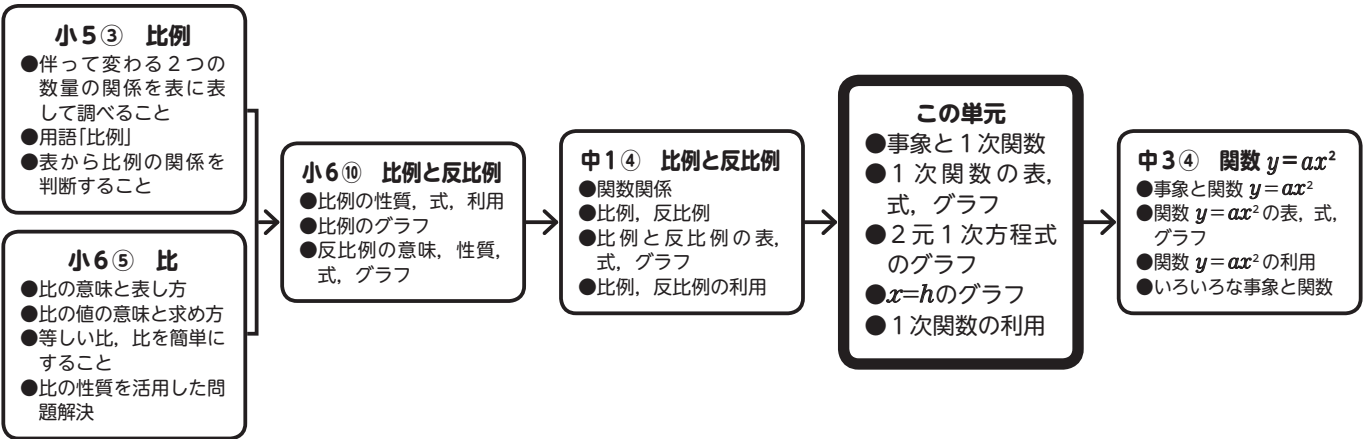 小5③ 比例
●伴って変わる2つの
数量の関係を表に表
して調べること
●用語「比例」
●表から比例の関係を
判断すること
小6⑤ 比
●比の意味と表し方
●比の値の意味と求め方
●等しい比，比を簡単に
すること
●比の性質を活用した問
題解決
小6⑩ 比例と反比例
●比例の性質，式，利用
●比例のグラフ
●反比例の意味，性質，
式，グラフ
中1④ 比例と反比例
●関数関係
●比例，反比例
●比例と反比例の表，
式，グラフ
●比例，反比例の利用
この単元
●事象と1次関数
●1次関数の表，
式，グラフ
●2元1次方程式
のグラフ
●x=hのグラフ
●1次関数の利用
中3④ 関数 y=ax²
●事象と関数 y=ax²
●関数 y=ax² の表，式，
グラフ
●関数 y=ax² の利用
●いろいろな事象と関数